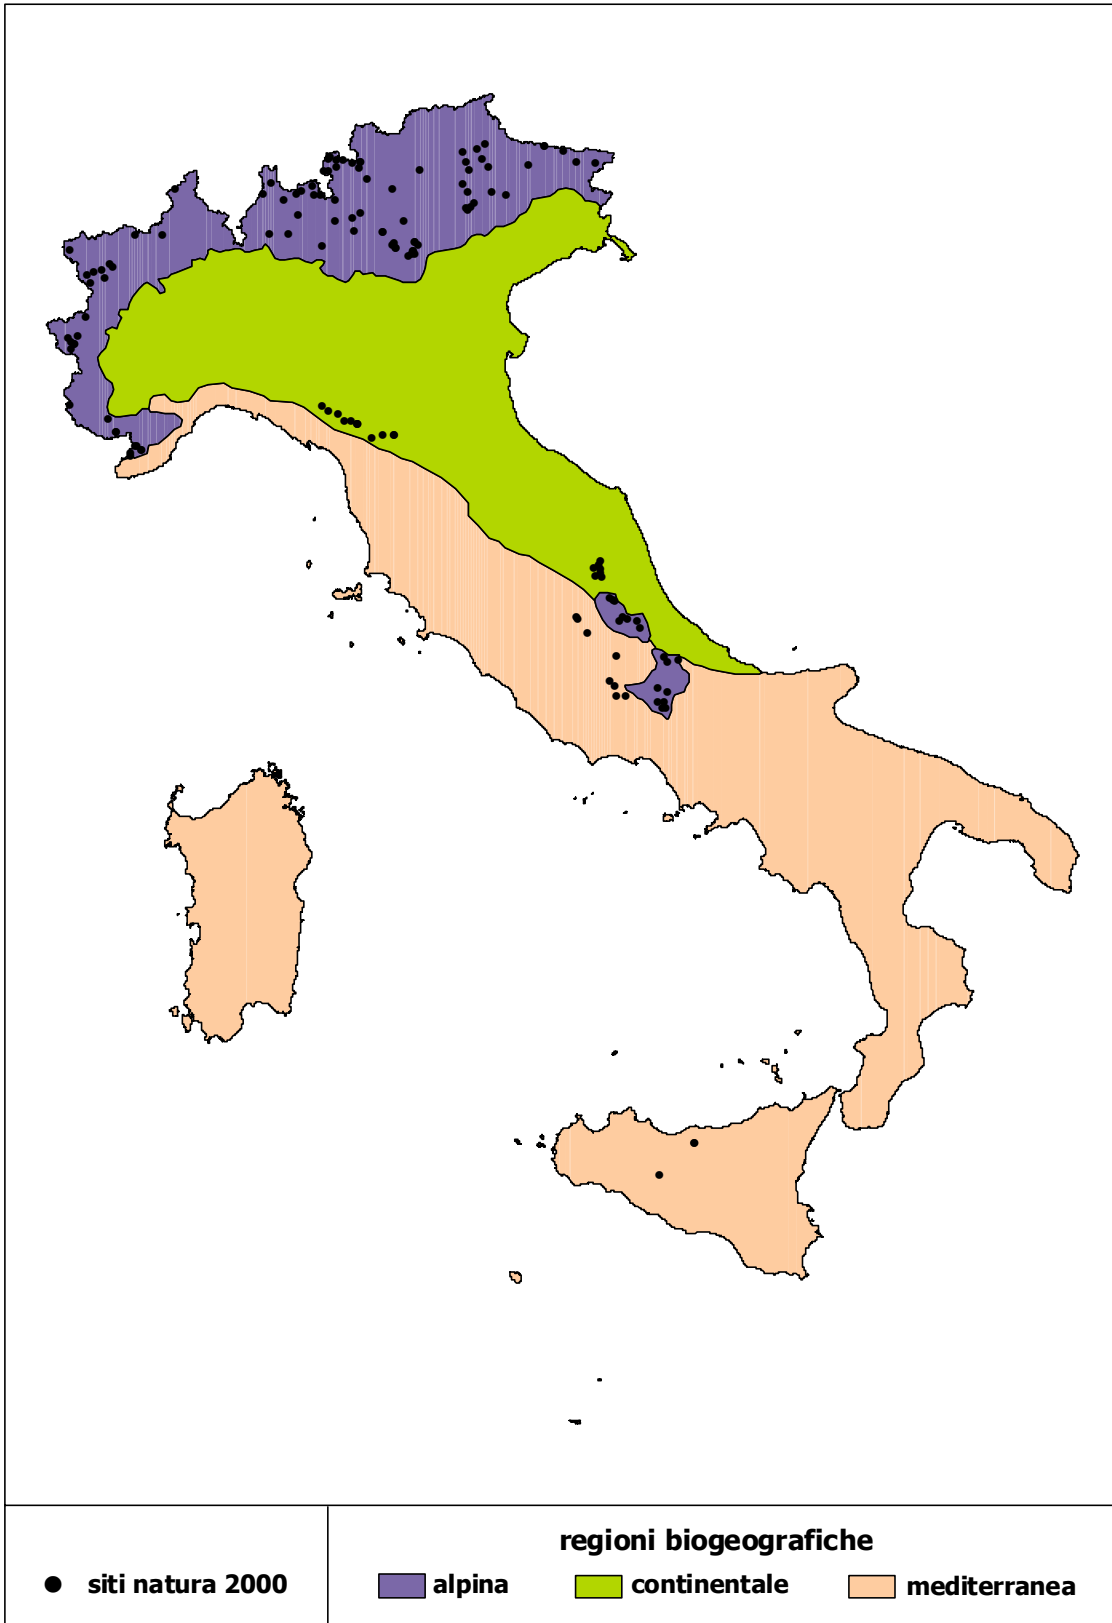 regioni biogeografiche
siti natura 2000
alpina
continentale
mediterranea